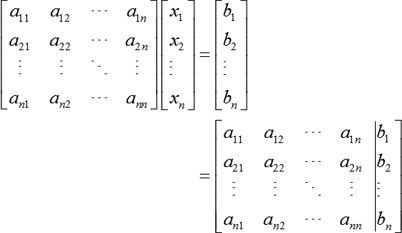 [a₁₁ a₁₂ ⋯ a₁ₙ] [x₁] [b₁]
[a₂₁ a₂₂ ⋯ a₂ₙ] [x₂] = [b₂]
[⋮ ⋮ ⋱ ⋮] [⋮] [⋮]
[aₙ₁ aₙ₂ ⋯ aₙₙ] [xₙ] [bₙ]
[a₁₁ a₁₂ ⋯ a₁ₙ | b₁]
= [a₂₁ a₂₂ ⋯ a₂ₙ | b₂]
[⋮ ⋮ ⋱ ⋮ | ⋮]
[aₙ₁ aₙ₂ ⋯ aₙₙ | bₙ]